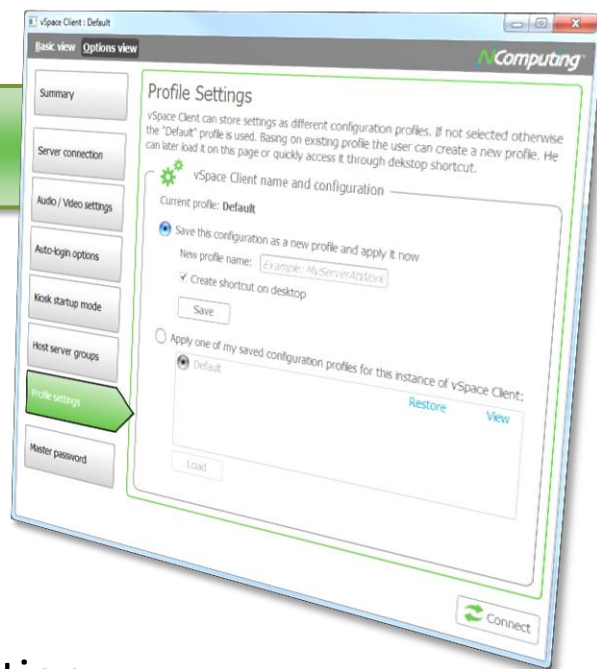 vSpace Client : Default
Basic view Options view
NComputing
Summary
Server connection
Audio / Video settings
Auto-login options
Kiosk startup mode
Host server groups
Profile settings
Master password
Profile Settings
vSpace Client can store settings as different configuration profiles. If not selected otherwise
the "Default" profile is used. Basing on existing profile the user can create a new profile. He
can later load it on this page or quickly access it through dekstop shortcut.
vSpace Client name and configuration
Current profile: Default
Save this configuration as a new profile and apply it now
New profile name: Example: MyServerAtWork
Create shortcut on desktop
Save
Apply one of my saved configuration profiles for this instance of vSpace Client:
Default
Restore View
Load
Connect